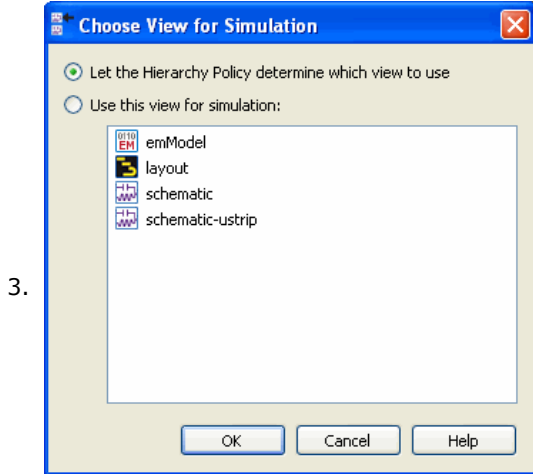 Choose View for Simulation
Let the Hierarchy Policy determine which view to use
Use this view for simulation:
0110
EM
emModel
layout
schematic
schematic-ustrip
3.
OK Cancel Help